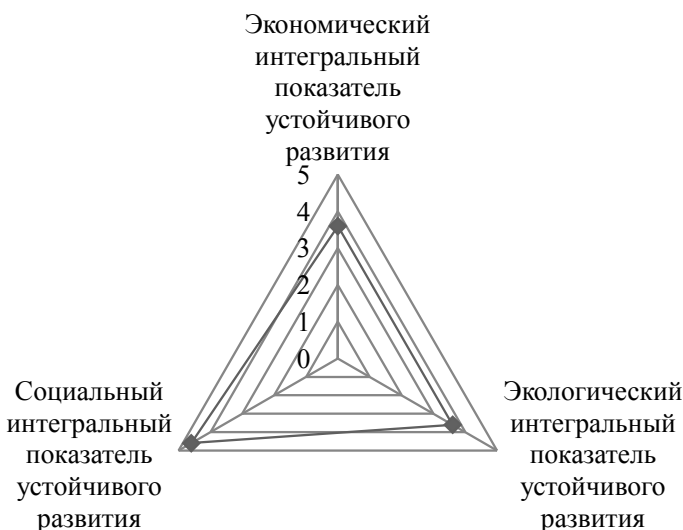 Экономический
интегральный
показатель
устойчивого
развития
5
4
3
2
1
0
Социальный
интегральный
показатель
устойчивого
развития
Экологический
интегральный
показатель
устойчивого
развития